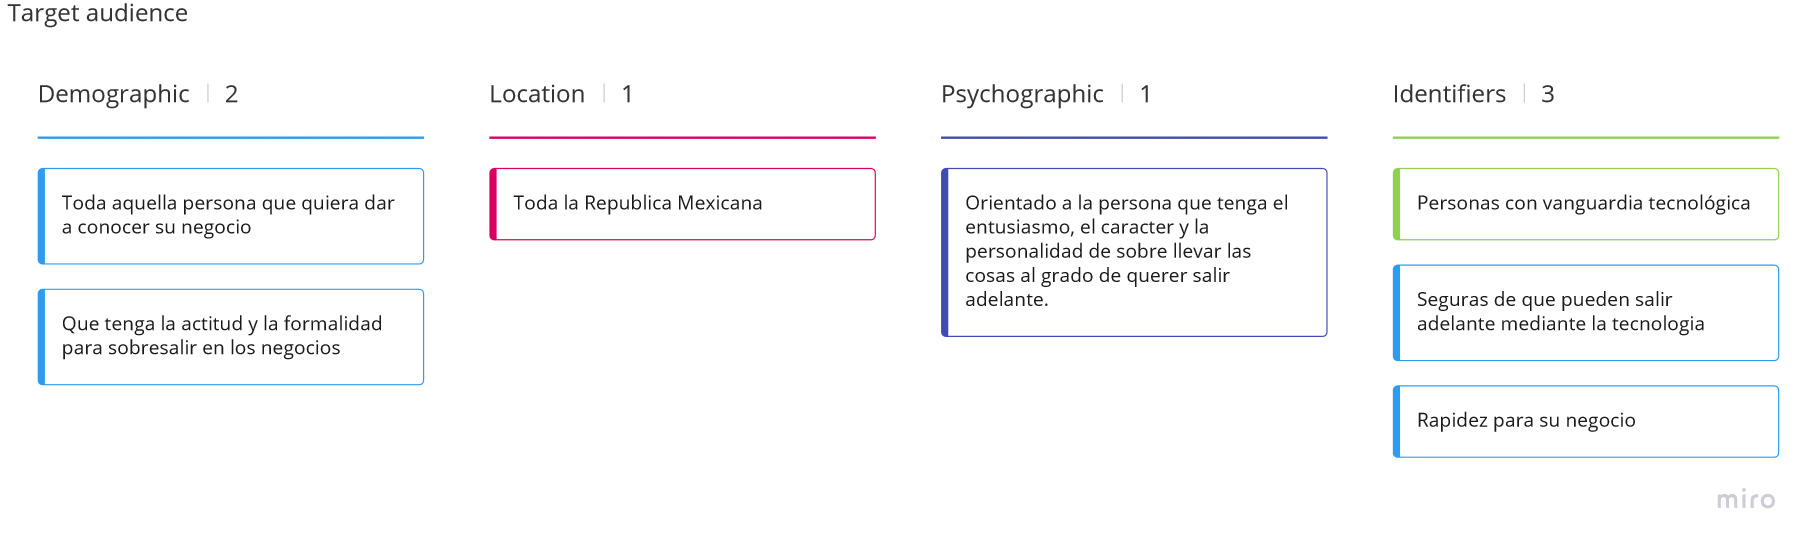 Target audience
Demographic 2
Toda aquella persona que quiera dar
a conocer su negocio
Que tenga la actitud y la formalidad
para sobresalir en los negocios
Location 1
Toda la Republica Mexicana
Psychographic 1
Orientado a la persona que tenga el
entusiasmo, el caracter y la
personalidad de sobre llevar las
cosas al grado de querer salir
adelante.
Identifiers 3
Personas con vanguardia tecnológica
Seguras de que pueden salir
adelante mediante la tecnologia
Rapidez para su negocio
miro